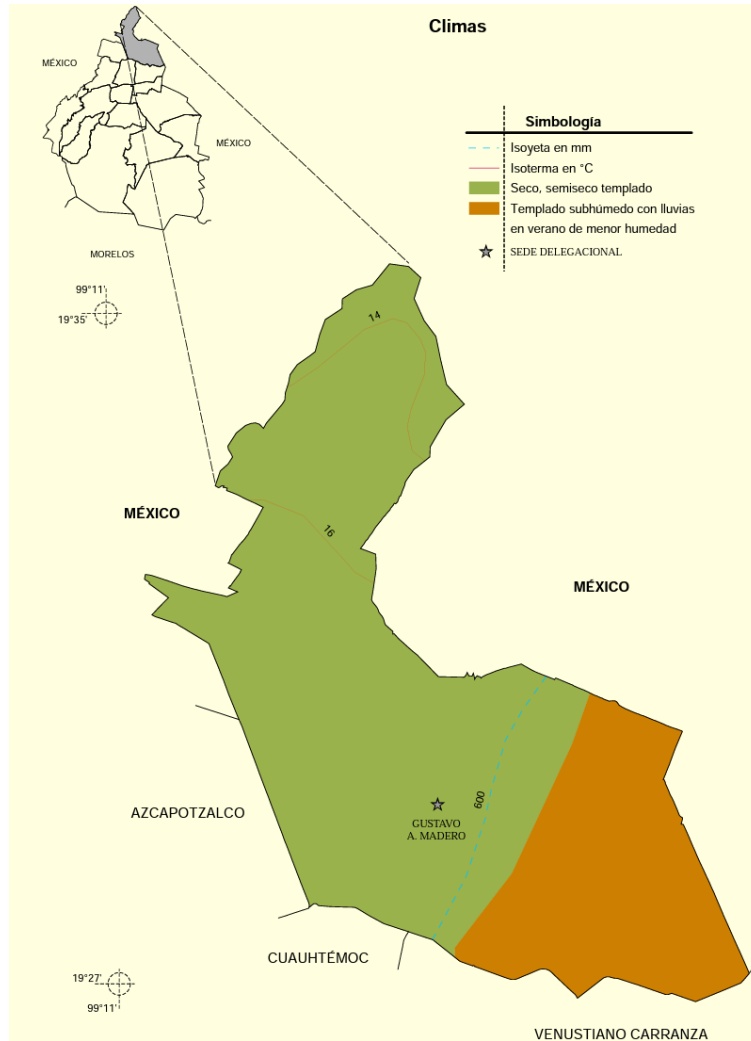 Climas
MÉXICO
MÉXICO
MORELOS
Simbología
Isoyeta en mm
Isoterma en °C
Seco, semiseco templado
Templado subhúmedo con lluvias
en verano de menor humedad
SEDE DELEGACIONAL
99°11'
19°35'
14
MÉXICO
16
MÉXICO
600
AZCAPOTZALCO
GUSTAVO
A. MADERO
CUAUHTÉMOC
19°27'
99°11'
VENUSTIANO CARRANZA